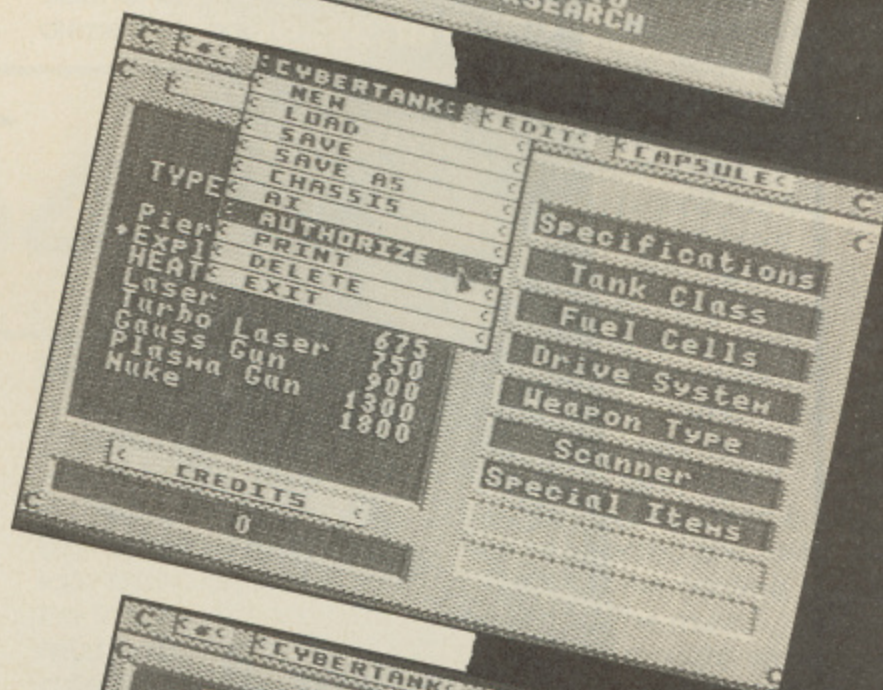 RESEARCH
CYBERTANK
EDIT
CAPSULE
NEW
LOAD
SAVE
SAVE AS
CHASSIS
AI
AUTHORIZE
PRINT
DELETE
EXIT
TYPE
Pier
Expl
HEAT
Laser
Turbo Laser 675
Gauss Gun 750
Plasma Gun 900
Nuke 1300
1800
CREDITS
0
Specifications
Tank Class
Fuel Cells
Drive System
Weapon Type
Scanner
Special Items
CYBERTANK